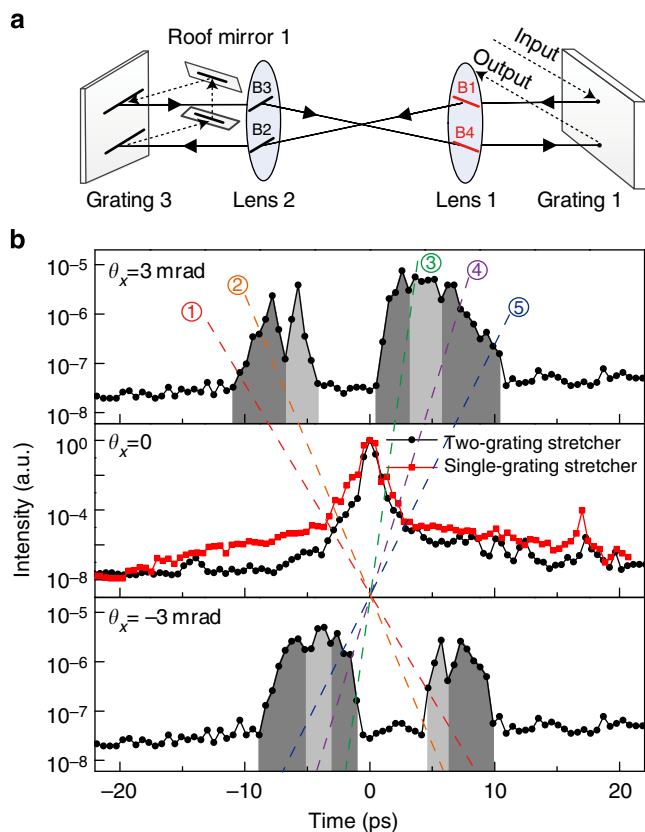 a
Roof mirror 1
Input
Output
B3
B1
B2
B4
Grating 3
Lens 2
Lens 1
Grating 1
b
Intensity (a.u.)
10⁻⁵
10⁻⁶
10⁻⁷
10⁻⁸
θₓ=3 mrad
① ② ③ ④ ⑤
10⁰
10⁻⁴
10⁻⁸
θₓ=0
Two-grating stretcher
Single-grating stretcher
10⁻⁵
10⁻⁶
10⁻⁷
10⁻⁸
θₓ= −3 mrad
−20 −10 0 10 20
Time (ps)